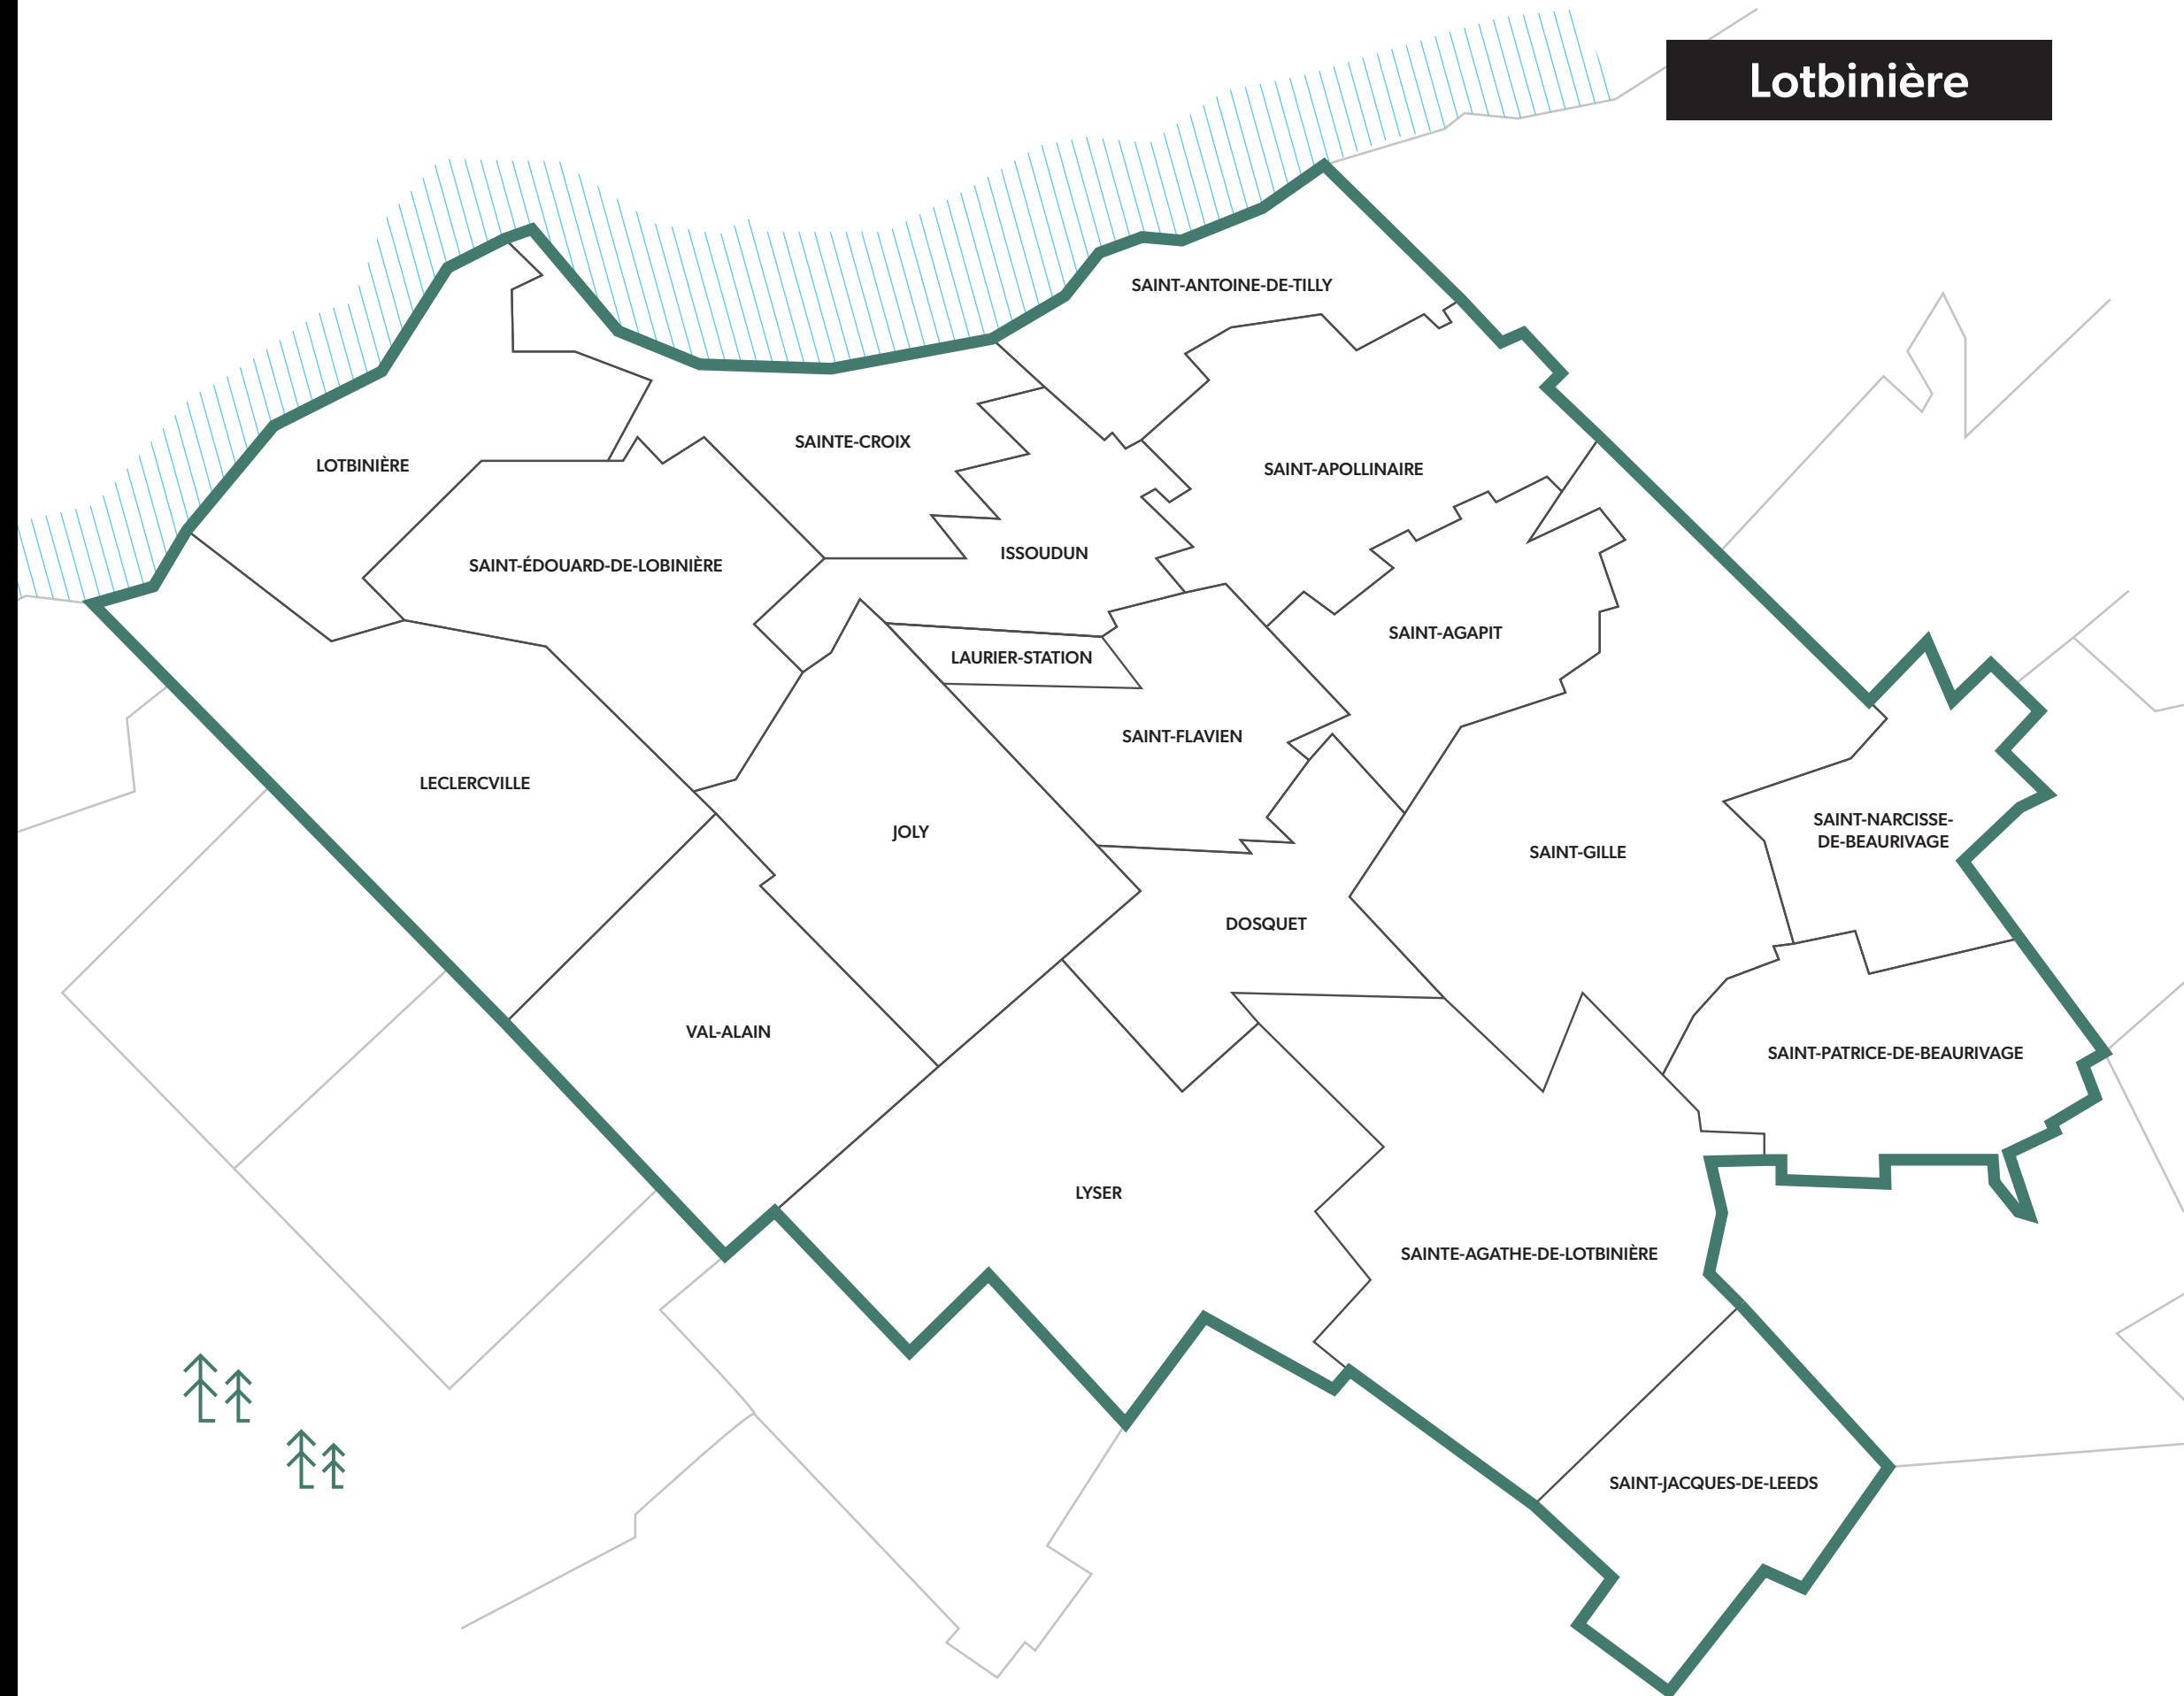 Lotbinière
SAINT-ANTOINE-DE-TILLY
SAINTE-CROIX
LOTBINIÈRE
SAINT-APOLLINAIRE
ISSOUDUN
SAINT-ÉDOUARD-DE-LOBINIÈRE
SAINT-AGAPIT
LAURIER-STATION
SAINT-FLAVIEN
LECLERCVILLE
JOLY
SAINT-NARCISSE-
DE-BEAURIVAGE
SAINT-GILLE
DOSQUET
VAL-ALAIN
SAINT-PATRICE-DE-BEAURIVAGE
LYSER
SAINTE-AGATHE-DE-LOTBINIÈRE
SAINT-JACQUES-DE-LEEDS